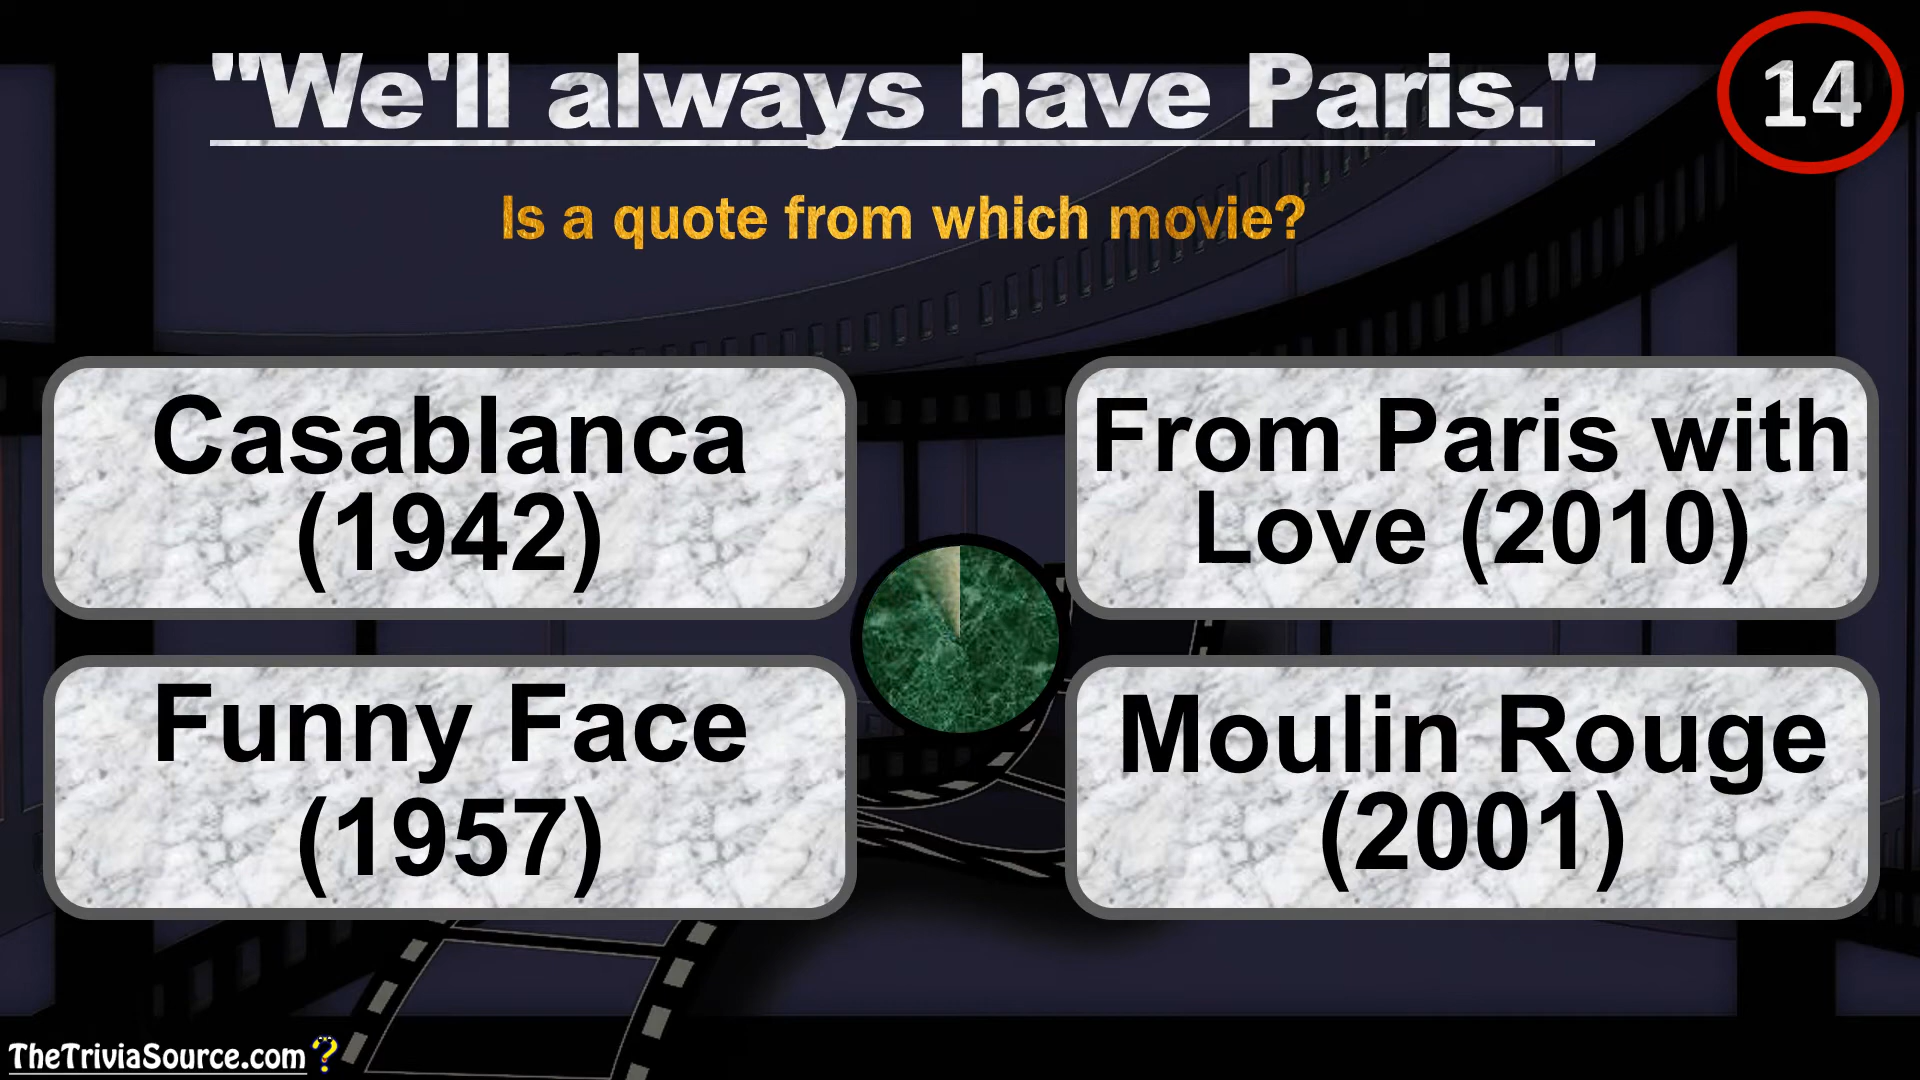 "We'll always have Paris."
14
Is a quote from which movie?
Casablanca
(1942)
From Paris with
Love (2010)
Funny Face
(1957)
Moulin Rouge
(2001)
TheTriviaSource.com?